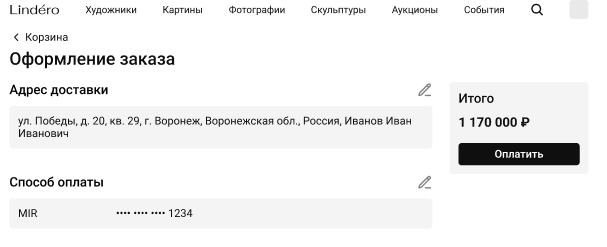 Lindéro Художники Картины Фотографии Скульптуры Аукционы События
Корзина
Оформление заказа
Адрес доставки
ул. Победы, д. 20, кв. 29, г. Воронеж, Воронежская обл., Россия, Иванов Иван
Иванович
Способ оплаты
MIR •••• •••• •••• 1234
Итого
1 170 000 ₽
Оплатить